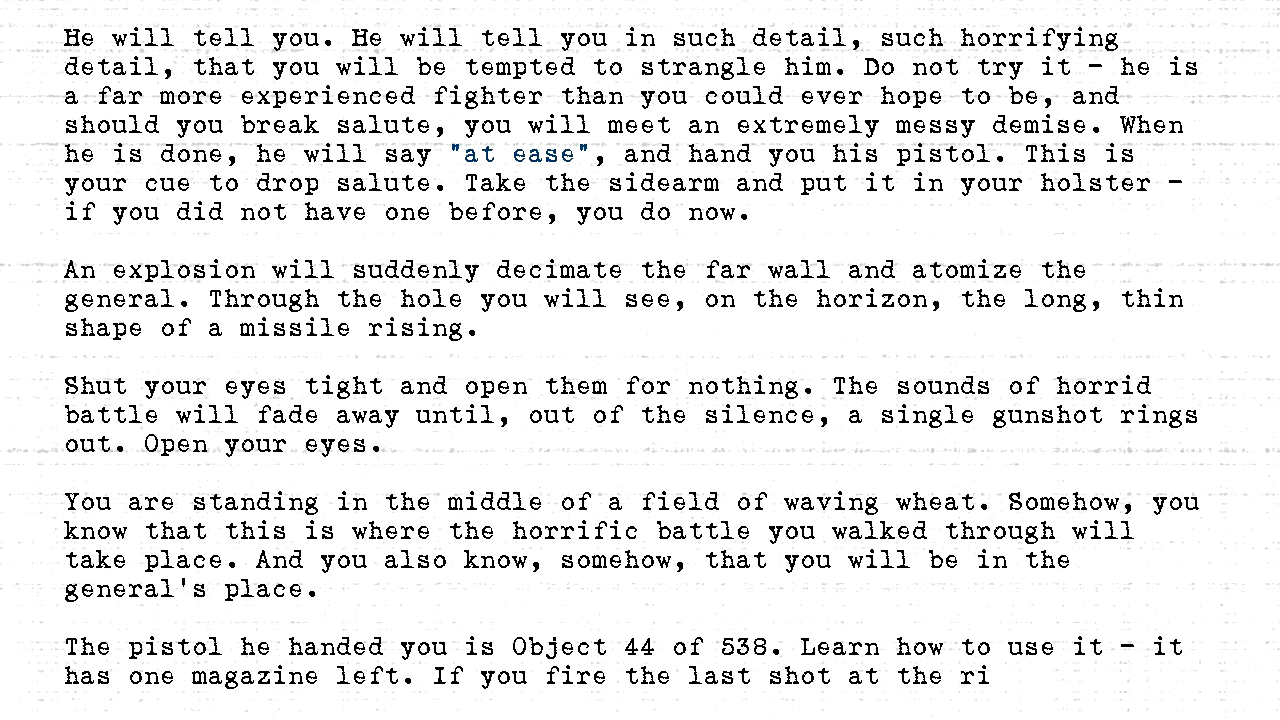 He will tell you. He will tell you in such detail, such horrifying
detail, that you will be tempted to strangle him. Do not try it - he is
a far more experienced fighter than you could ever hope to be, and
should you break salute, you will meet an extremely messy demise. When
he is done, he will say "at ease", and hand you his pistol. This is
your cue to drop salute. Take the sidearm and put it in your holster -
if you did not have one before, you do now.
An explosion will suddenly decimate the far wall and atomize the
general. Through the hole you will see, on the horizon, the long, thin
shape of a missile rising.
Shut your eyes tight and open them for nothing. The sounds of horrid
battle will fade away until, out of the silence, a single gunshot rings
out. Open your eyes.
You are standing in the middle of a field of waving wheat. Somehow, you
know that this is where the horrific battle you walked through will
take place. And you also know, somehow, that you will be in the
general's place.
The pistol he handed you is Object 44 of 538. Learn how to use it - it
has one magazine left. If you fire the last shot at the ri